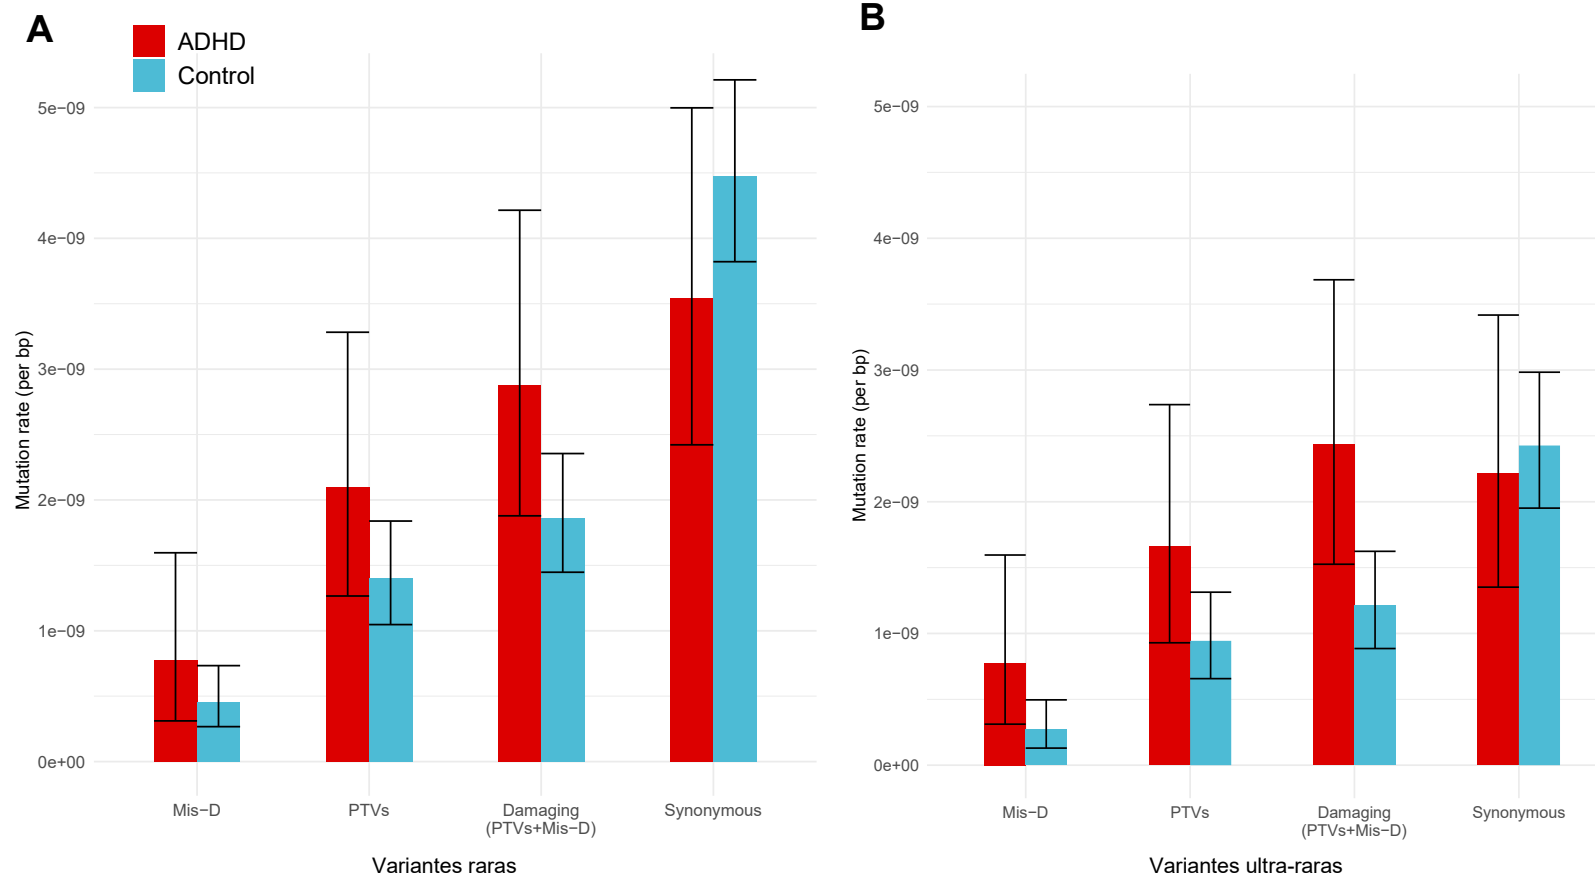 A
ADHD
Control
5e−09
4e−09
3e−09
2e−09
1e−09
0e+00
Mutation rate (per bp)
Mis−D
PTVs
Damaging
(PTVs+Mis−D)
Synonymous
Variantes raras
B
5e−09
4e−09
3e−09
2e−09
1e−09
0e+00
Mutation rate (per bp)
Mis−D
PTVs
Damaging
(PTVs+Mis−D)
Synonymous
Variantes ultra-raras